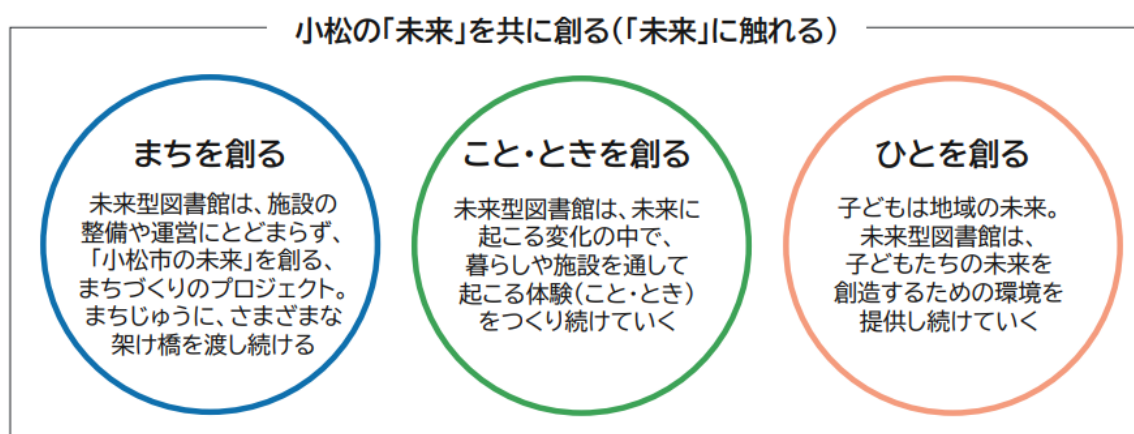 小松の「未来」を共に創る(「未来」に触れる)
まちを創る
未来型図書館は、施設の
整備や運営にとどまらず、
「小松市の未来」を創る、
まちづくりのプロジェクト。
まちじゅうに、さまざまな
架け橋を渡し続ける
こと・ときを創る
未来型図書館は、未来に
起こる変化の中で、
暮らしや施設を通して
起こる体験(こと・とき)
をつくり続けていく
ひとを創る
子どもは地域の未来。
未来型図書館は、
子どもたちの未来を
創造するための環境を
提供し続けていく